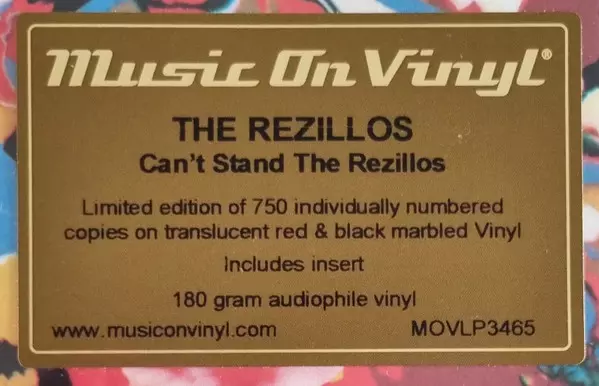 Music On Vinyl®
THE REZILLOS
Can't Stand The Rezillos
Limited edition of 750 individually numbered
copies on translucent red & black marbled Vinyl
Includes insert
180 gram audiophile vinyl
www.musiconvinyl.com MOVLP3465